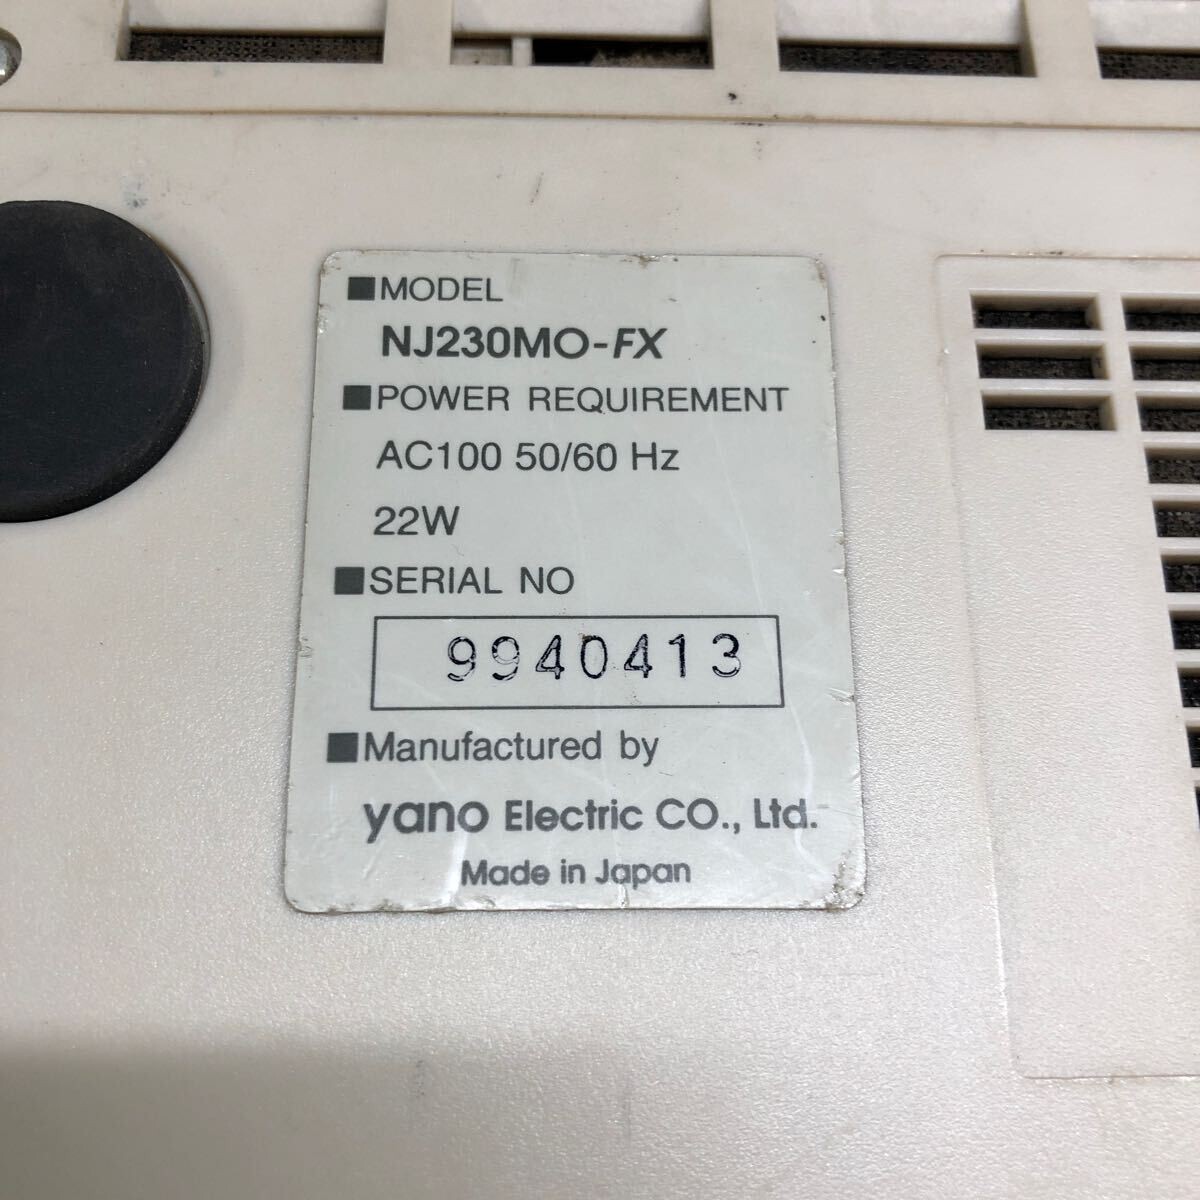 ■MODEL
NJ230MO-FX
■POWER REQUIREMENT
AC100 50/60 Hz
22W
■SERIAL NO
9940413
■Manufactured by
yano Electric CO., Ltd.
Made in Japan